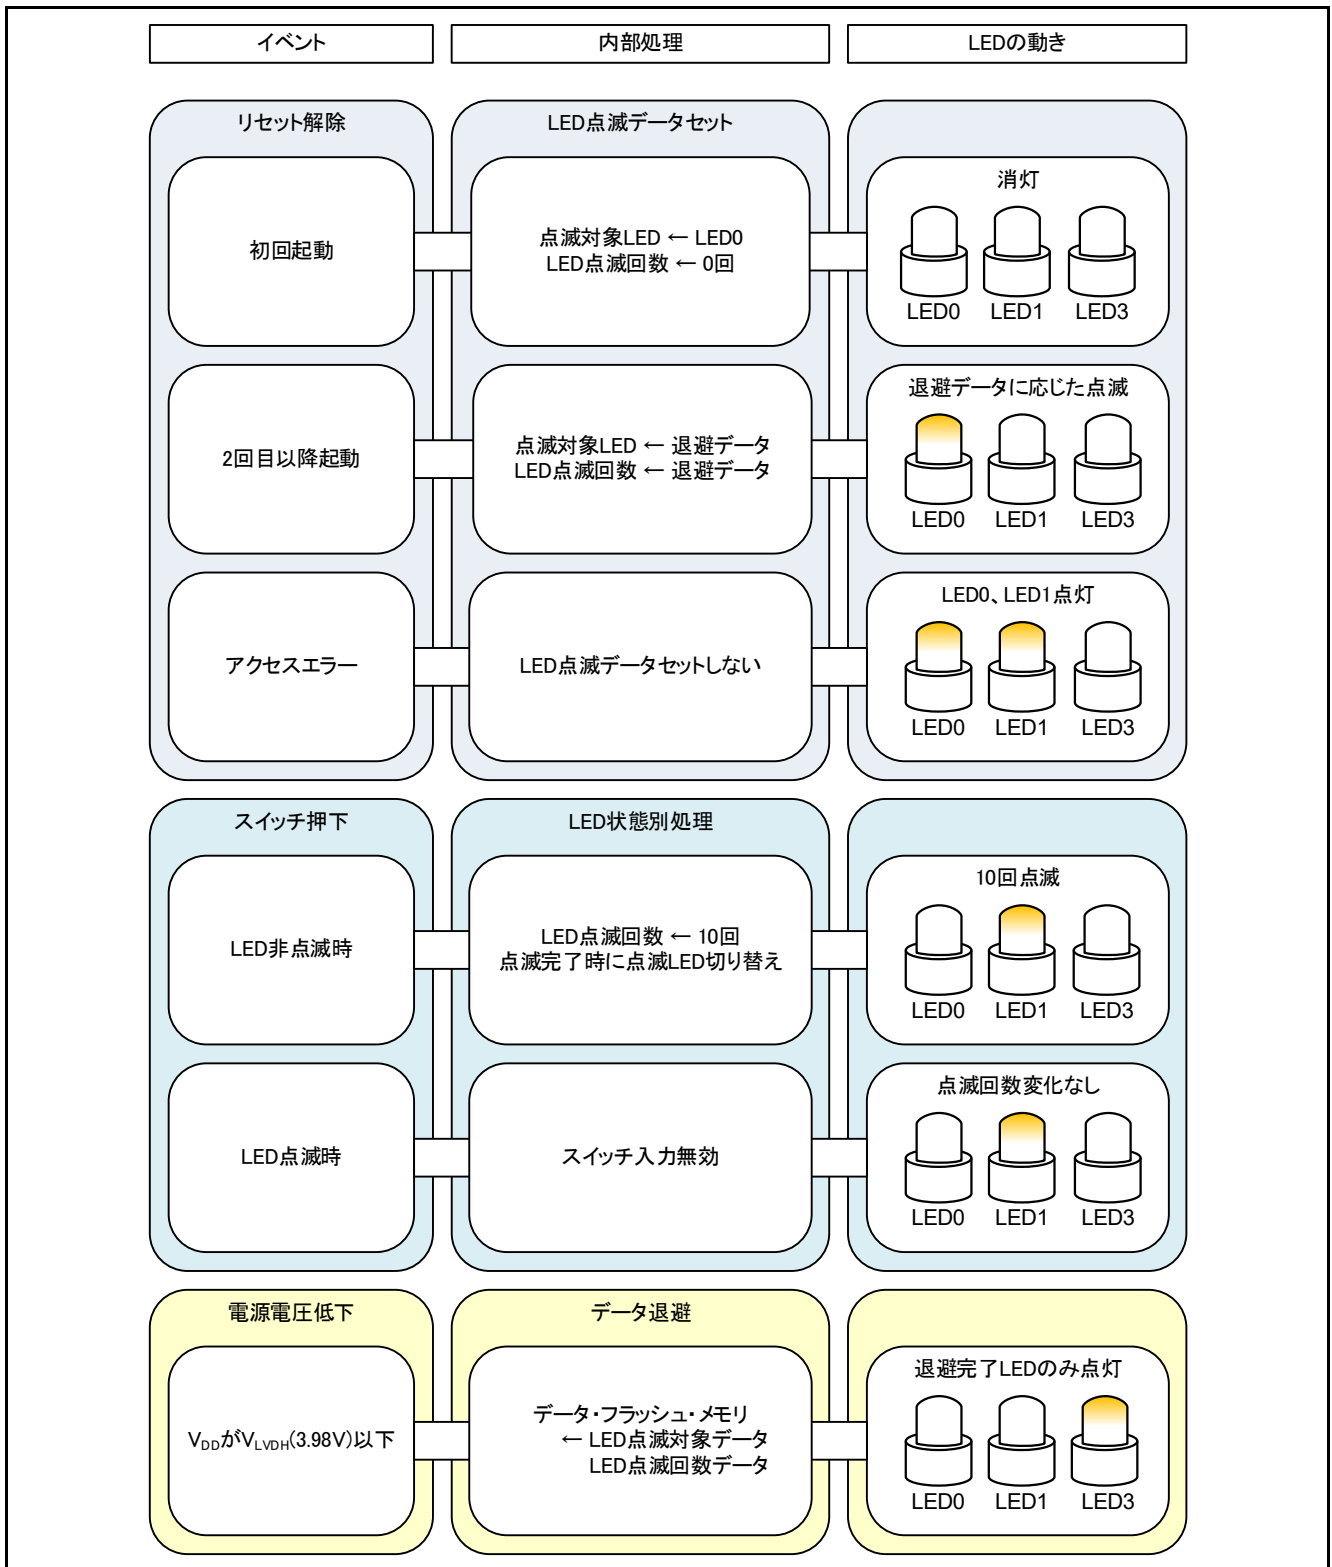 イベント
内部処理
LEDの動き
リセット解除
LED点滅データセット
初回起動
点滅対象LED ← LED0
LED点滅回数 ← 0回
消灯
LED0 LED1 LED3
2回目以降起動
点滅対象LED ← 退避データ
LED点滅回数 ← 退避データ
退避データに応じた点滅
LED0 LED1 LED3
アクセスエラー
LED点滅データセットしない
LED0、LED1点灯
LED0 LED1 LED3
スイッチ押下
LED状態別処理
LED非点滅時
LED点滅回数 ← 10回
点滅完了時に点滅LED切り替え
10回点滅
LED0 LED1 LED3
LED点滅時
スイッチ入力無効
点滅回数変化なし
LED0 LED1 LED3
電源電圧低下
データ退避
VDDがVLVDH(3.98V)以下
データ・フラッシュ・メモリ
← LED点滅対象データ
LED点滅回数データ
退避完了LEDのみ点灯
LED0 LED1 LED3